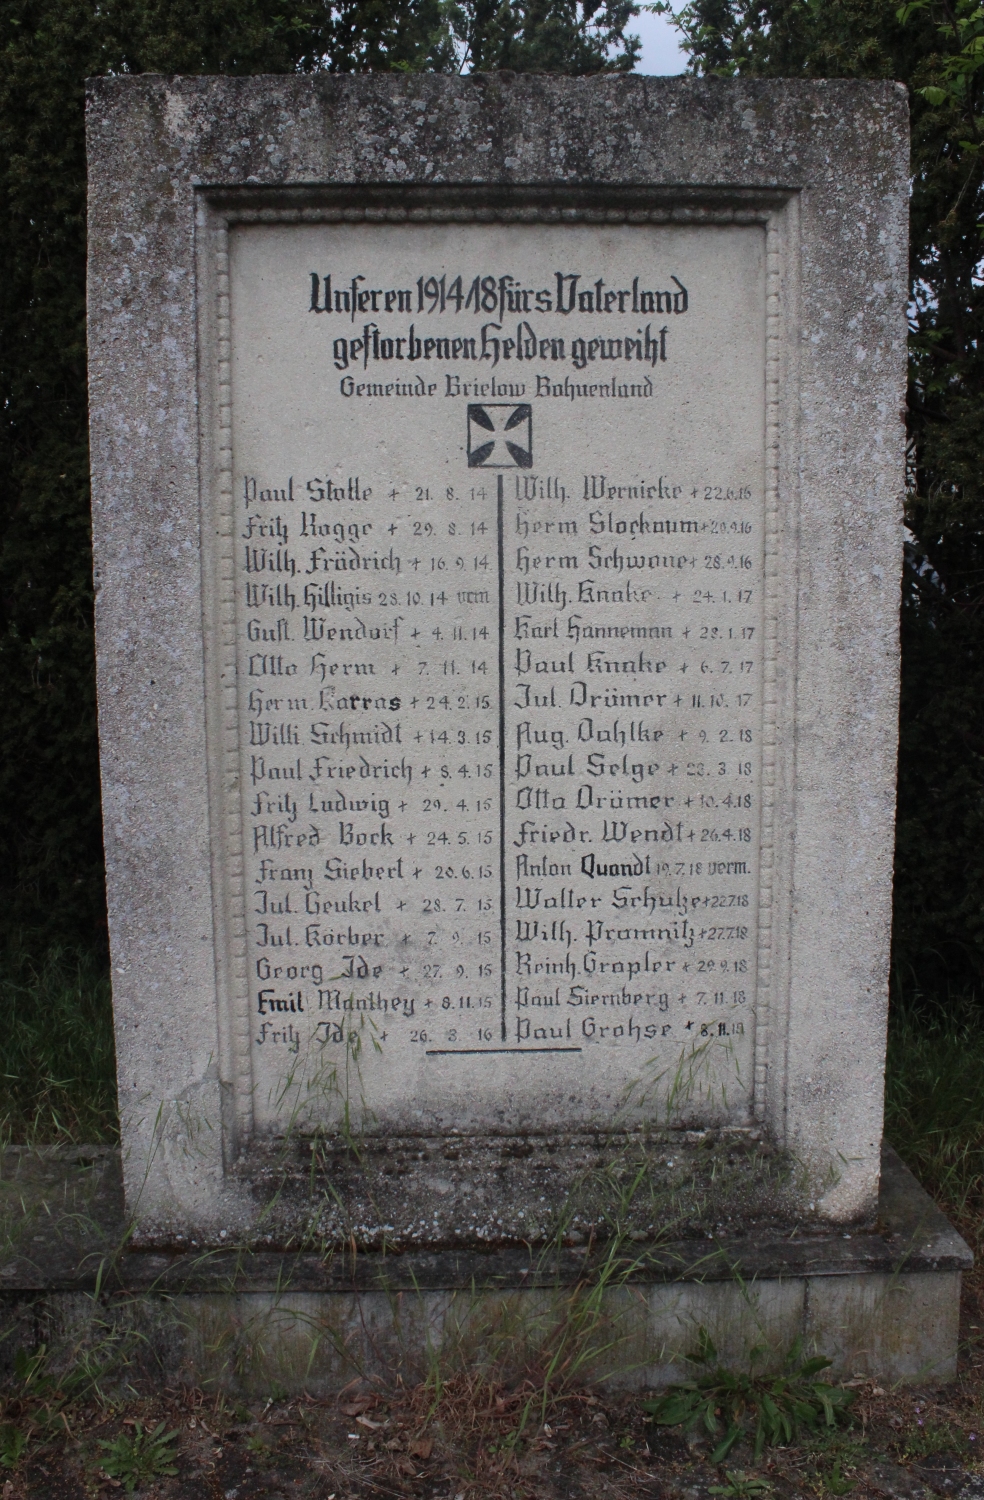 Unseren 1914/18 fürs Vaterland
gestorbenen Helden geweiht
Gemeinde Brielow Bohnenland
Paul Stolle + 21. 8. 14
Fritz Kagge + 29. 8. 14
Wilh. Frädrich + 16. 9. 14
Wilh. Hilligis 28. 10. 14 verm
Gust. Wendorf + 4. 11. 14
Otto Herm + 7. 11. 14
Herm. Karras + 24. 2. 15
Willi Schmidt + 14. 3. 15
Paul Friedrich + 8. 4. 15
Fritz Ludwig + 29. 4. 15
Alfred Bock + 24. 5. 15
Franz Siebert + 20. 6. 15
Jul. Geukel + 28. 7. 15
Jul. Körber + 7. 9. 15
Georg Ide + 27. 9. 15
Emil Manthey + 8. 11. 15
Fritz Ide + 26. 3. 16
Wilh. Wernicke + 22.6.16
Herm Stocknum + 20.9.16
Herm Schwane + 28.9.16
Wilh. Knake + 24. 1. 17
Karl Hanneman + 28. 1. 17
Paul Knake + 6. 7. 17
Jul. Drümer + 11. 10. 17
Aug. Dahlke + 9. 2. 18
Paul Selge + 23. 3. 18
Otto Drümer + 10. 4. 18
Friedr. Wendt + 26.4.18
Anton Quandt 19.7.18 verm.
Walter Schulze + 22.7.18
Wilh. Pramnitz + 27.7.18
Reinh. Grapler + 29. 9. 18
Paul Siernberg + 7. 11. 18
Paul Grohse + 8. 11. 19